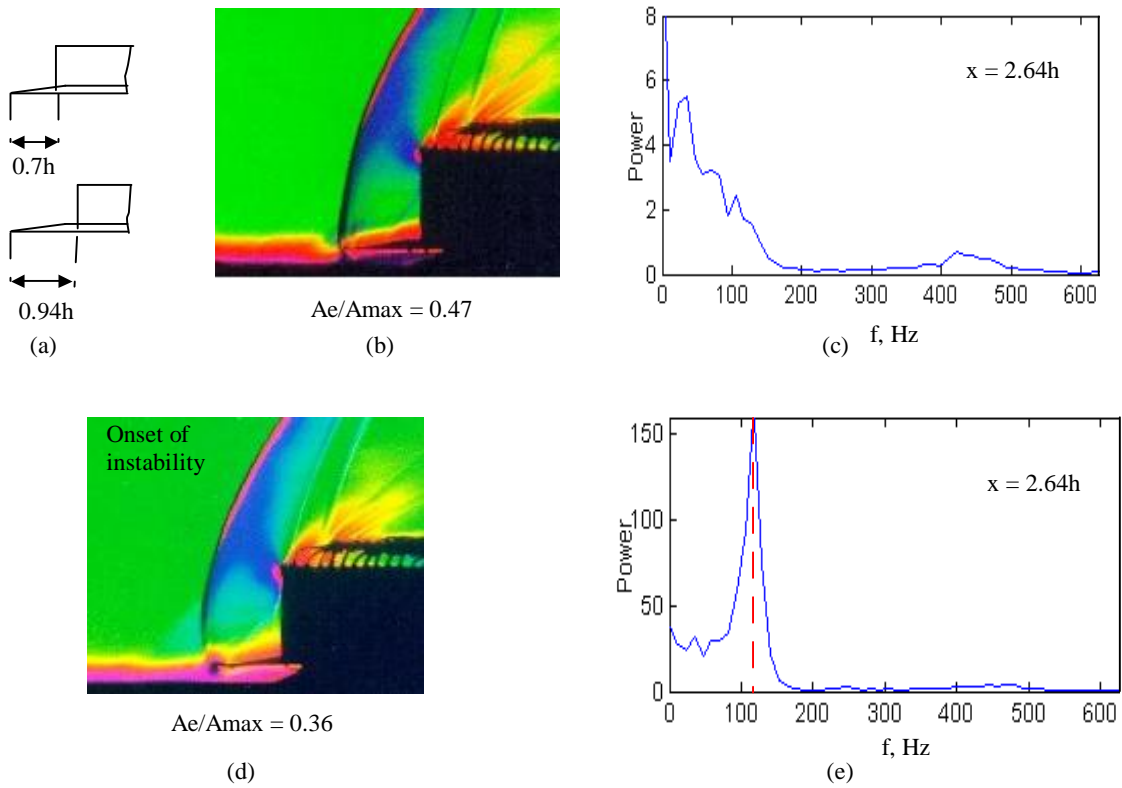 0.7h
0.94h
(a)
Ae/Amax = 0.47
(b)
8
6
4
2
0
Power
x = 2.64h
0 100 200 300 400 500 600
f, Hz
(c)
Onset of
instability
Ae/Amax = 0.36
(d)
150
100
50
0
Power
x = 2.64h
0 100 200 300 400 500 600
f, Hz
(e)